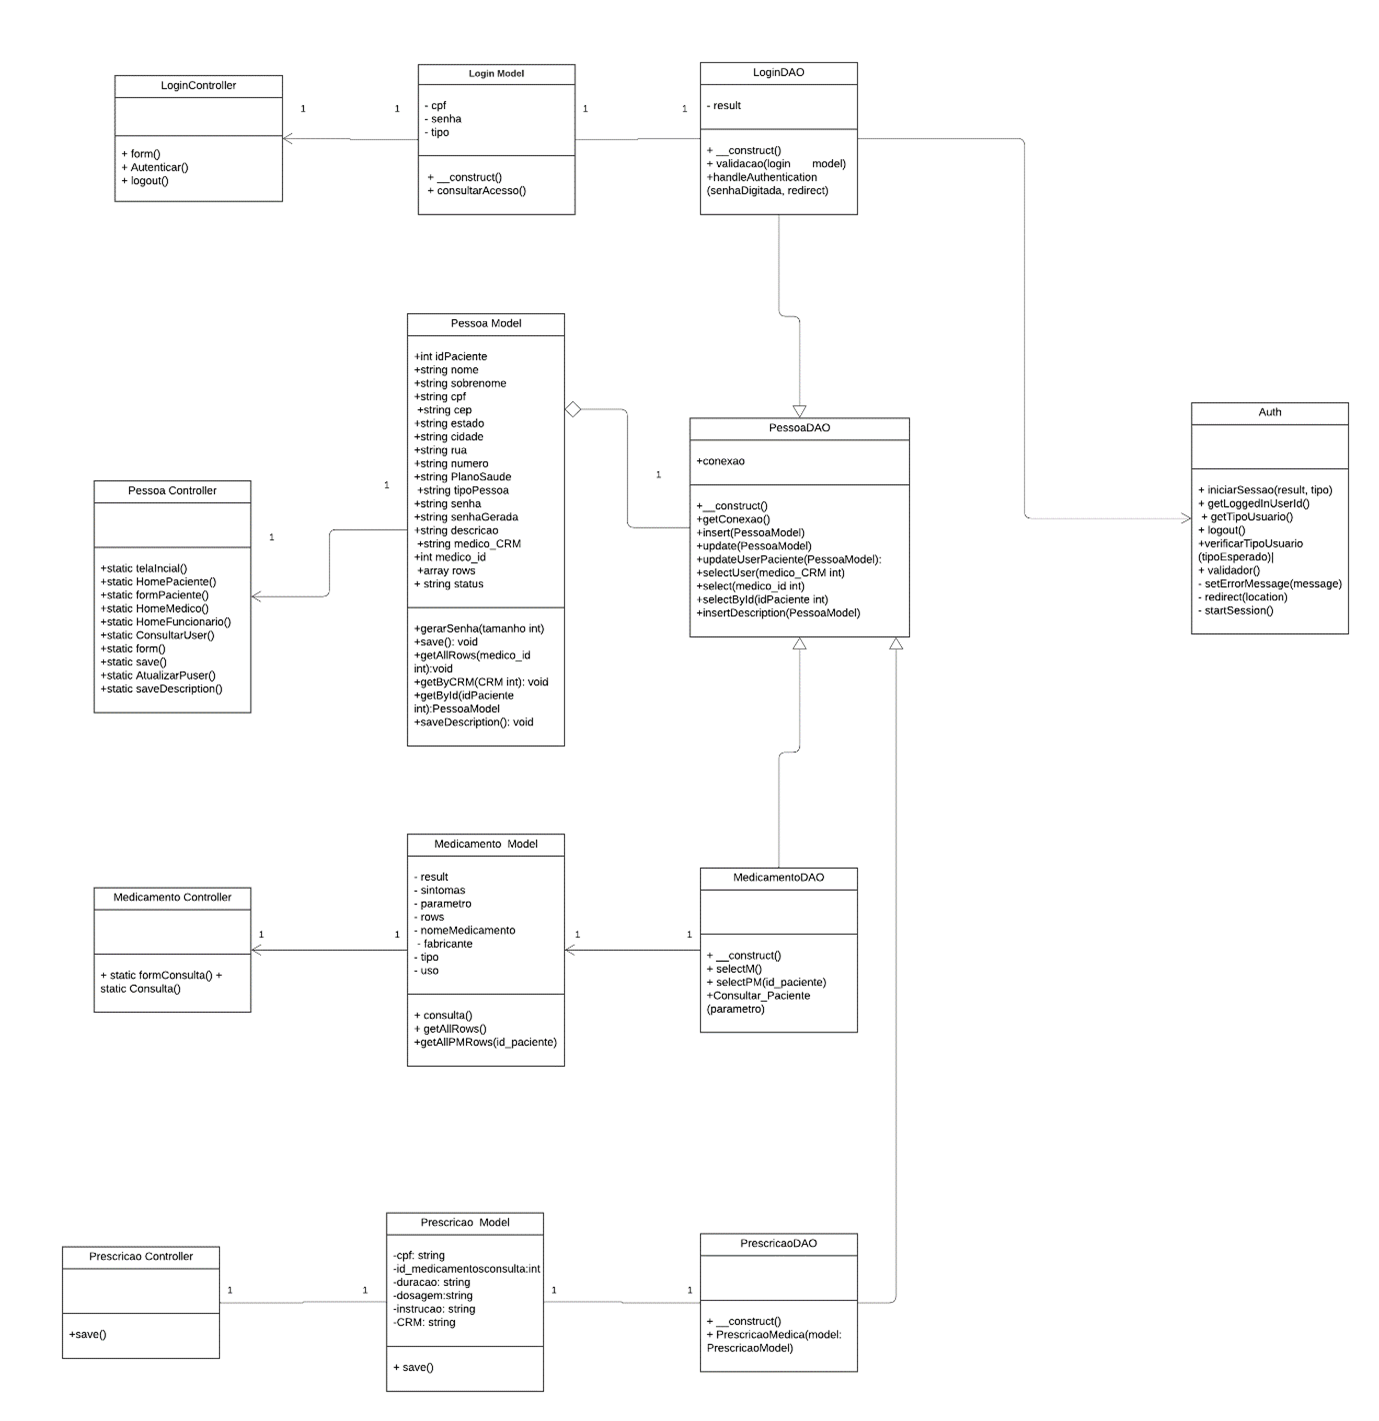 LoginController
+ form()
+ Autenticar()
+ logout()
1
1
Login Model
- cpf
- senha
- tipo
+ __construct()
+ consultarAcesso()
1
1
LoginDAO
- result
+ __construct()
+ validacao(login model)
+handleAuthentication
(senhaDigitada, redirect)
Pessoa Controller
+static telaIncial()
+static HomePaciente()
+static formPaciente()
+static HomeMedico()
+static HomeFuncionario()
+static ConsultarUser()
+static form()
+static save()
+static AtualizarPuser()
+static saveDescription()
1
1
Pessoa Model
+int idPaciente
+string nome
+string sobrenome
+string cpf
+string cep
+string estado
+string cidade
+string rua
+string numero
+string PlanoSaude
+string tipoPessoa
+string senha
+string senhaGerada
+string descricao
+string medico_CRM
+int medico_id
+array rows
+ string status
+gerarSenha(tamanho int)
+save(): void
+getAllRows(medico_id
int):void
+getByCRM(CRM int): void
+getById(idPaciente
int):PessoaModel
+saveDescription(): void
1
PessoaDAO
+conexao
+__construct()
+getConexao()
+insert(PessoaModel)
+update(PessoaModel)
+updateUserPaciente(PessoaModel):
+selectUser(medico_CRM int)
+select(medico_id int)
+selectById(idPaciente int)
+insertDescription(PessoaModel)
Auth
+ iniciarSessao(result, tipo)
+ getLoggedInUserId()
+ getTipoUsuario()
+ logout()
+verificarTipoUsuario
(tipoEsperado)|
+ validador()
- setErrorMessage(message)
- redirect(location)
- startSession()
Medicamento Controller
+ static formConsulta() +
static Consulta()
1
1
Medicamento Model
- result
- sintomas
- parametro
- rows
- nomeMedicamento
- fabricante
- tipo
- uso
+ consulta()
+ getAllRows()
+getAllPMRows(id_paciente)
1
1
MedicamentoDAO
+ __construct()
+ selectM()
+ selectPM(id_paciente)
+Consultar_Paciente
(parametro)
Prescricao Controller
+save()
1
1
Prescricao Model
-cpf: string
-id_medicamentosconsulta:int
-duracao: string
-dosagem:string
-instrucao: string
-CRM: string
+ save()
1
1
PrescricaoDAO
+ __construct()
+ PrescricaoMedica(model:
PrescricaoModel)